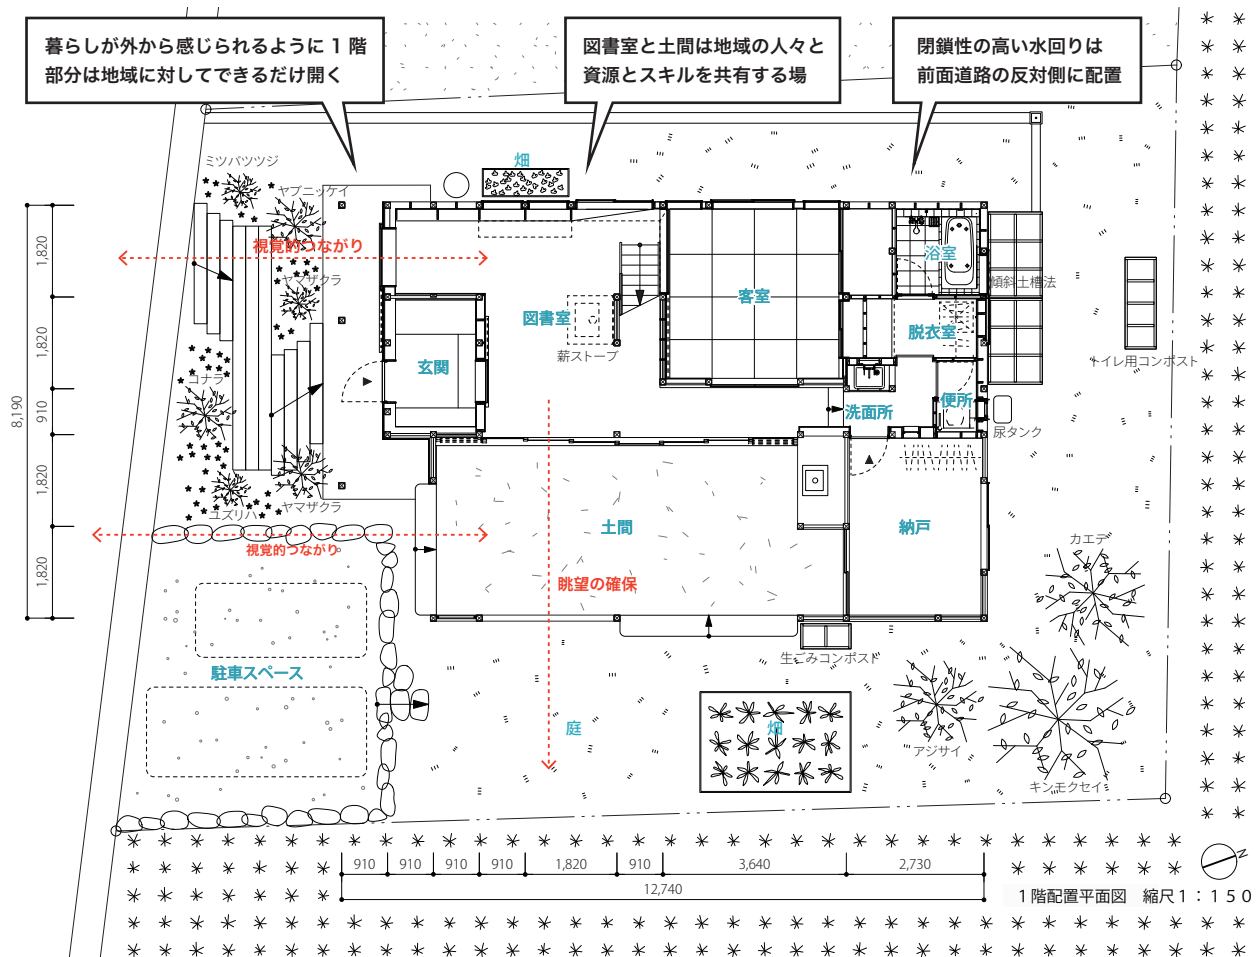 暮らしが外から感じられるように 1 階
部分は地域に対してできるだけ開く
図書室と土間は地域の人々と
資源とスキルを共有する場
閉鎖性の高い水回りは
前面道路の反対側に配置
ミツバツツジ
ヤブニッケイ
畑
視覚的つながり
ヤマザクラ
浴室
傾斜土槽法
客室
図書室
脱衣室
薪ストーブ
トイレ用コンポスト
玄関
コナラ
洗面所
便所
尿タンク
ヤマザクラ
ユズリハ
土間
納戸
視覚的つながり
カエデ
眺望の確保
生ごみコンポスト
駐車スペース
庭
畑
アジサイ
キンモクセイ
1,820
1,820
910
1,820
1,820
8,190
910
910
910
910
1,820
910
3,640
2,730
12,740
N
１階配置平面図　縮尺１：１５０